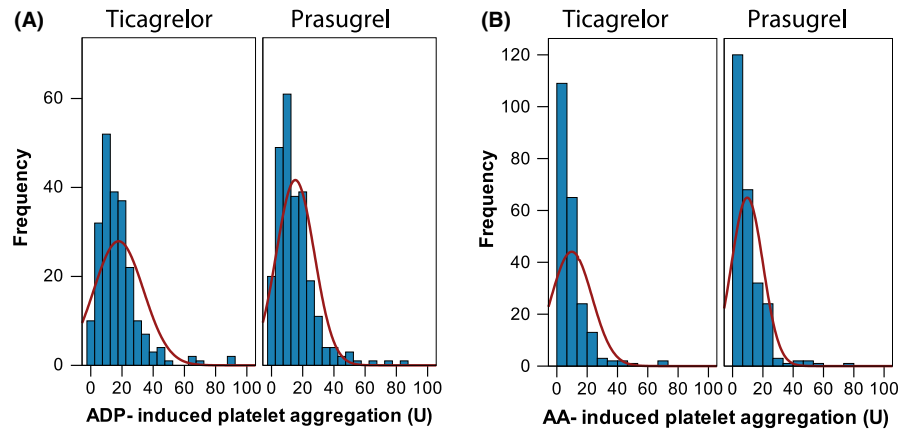 (A) Ticagrelor Prasugrel
Frequency
60
40
20
0
0 20 40 60 80 100 0 20 40 60 80 100
ADP- induced platelet aggregation (U)
(B) Ticagrelor Prasugrel
Frequency
120
100
80
60
40
20
0
0 20 40 60 80 100 0 20 40 60 80 100
AA- induced platelet aggregation (U)